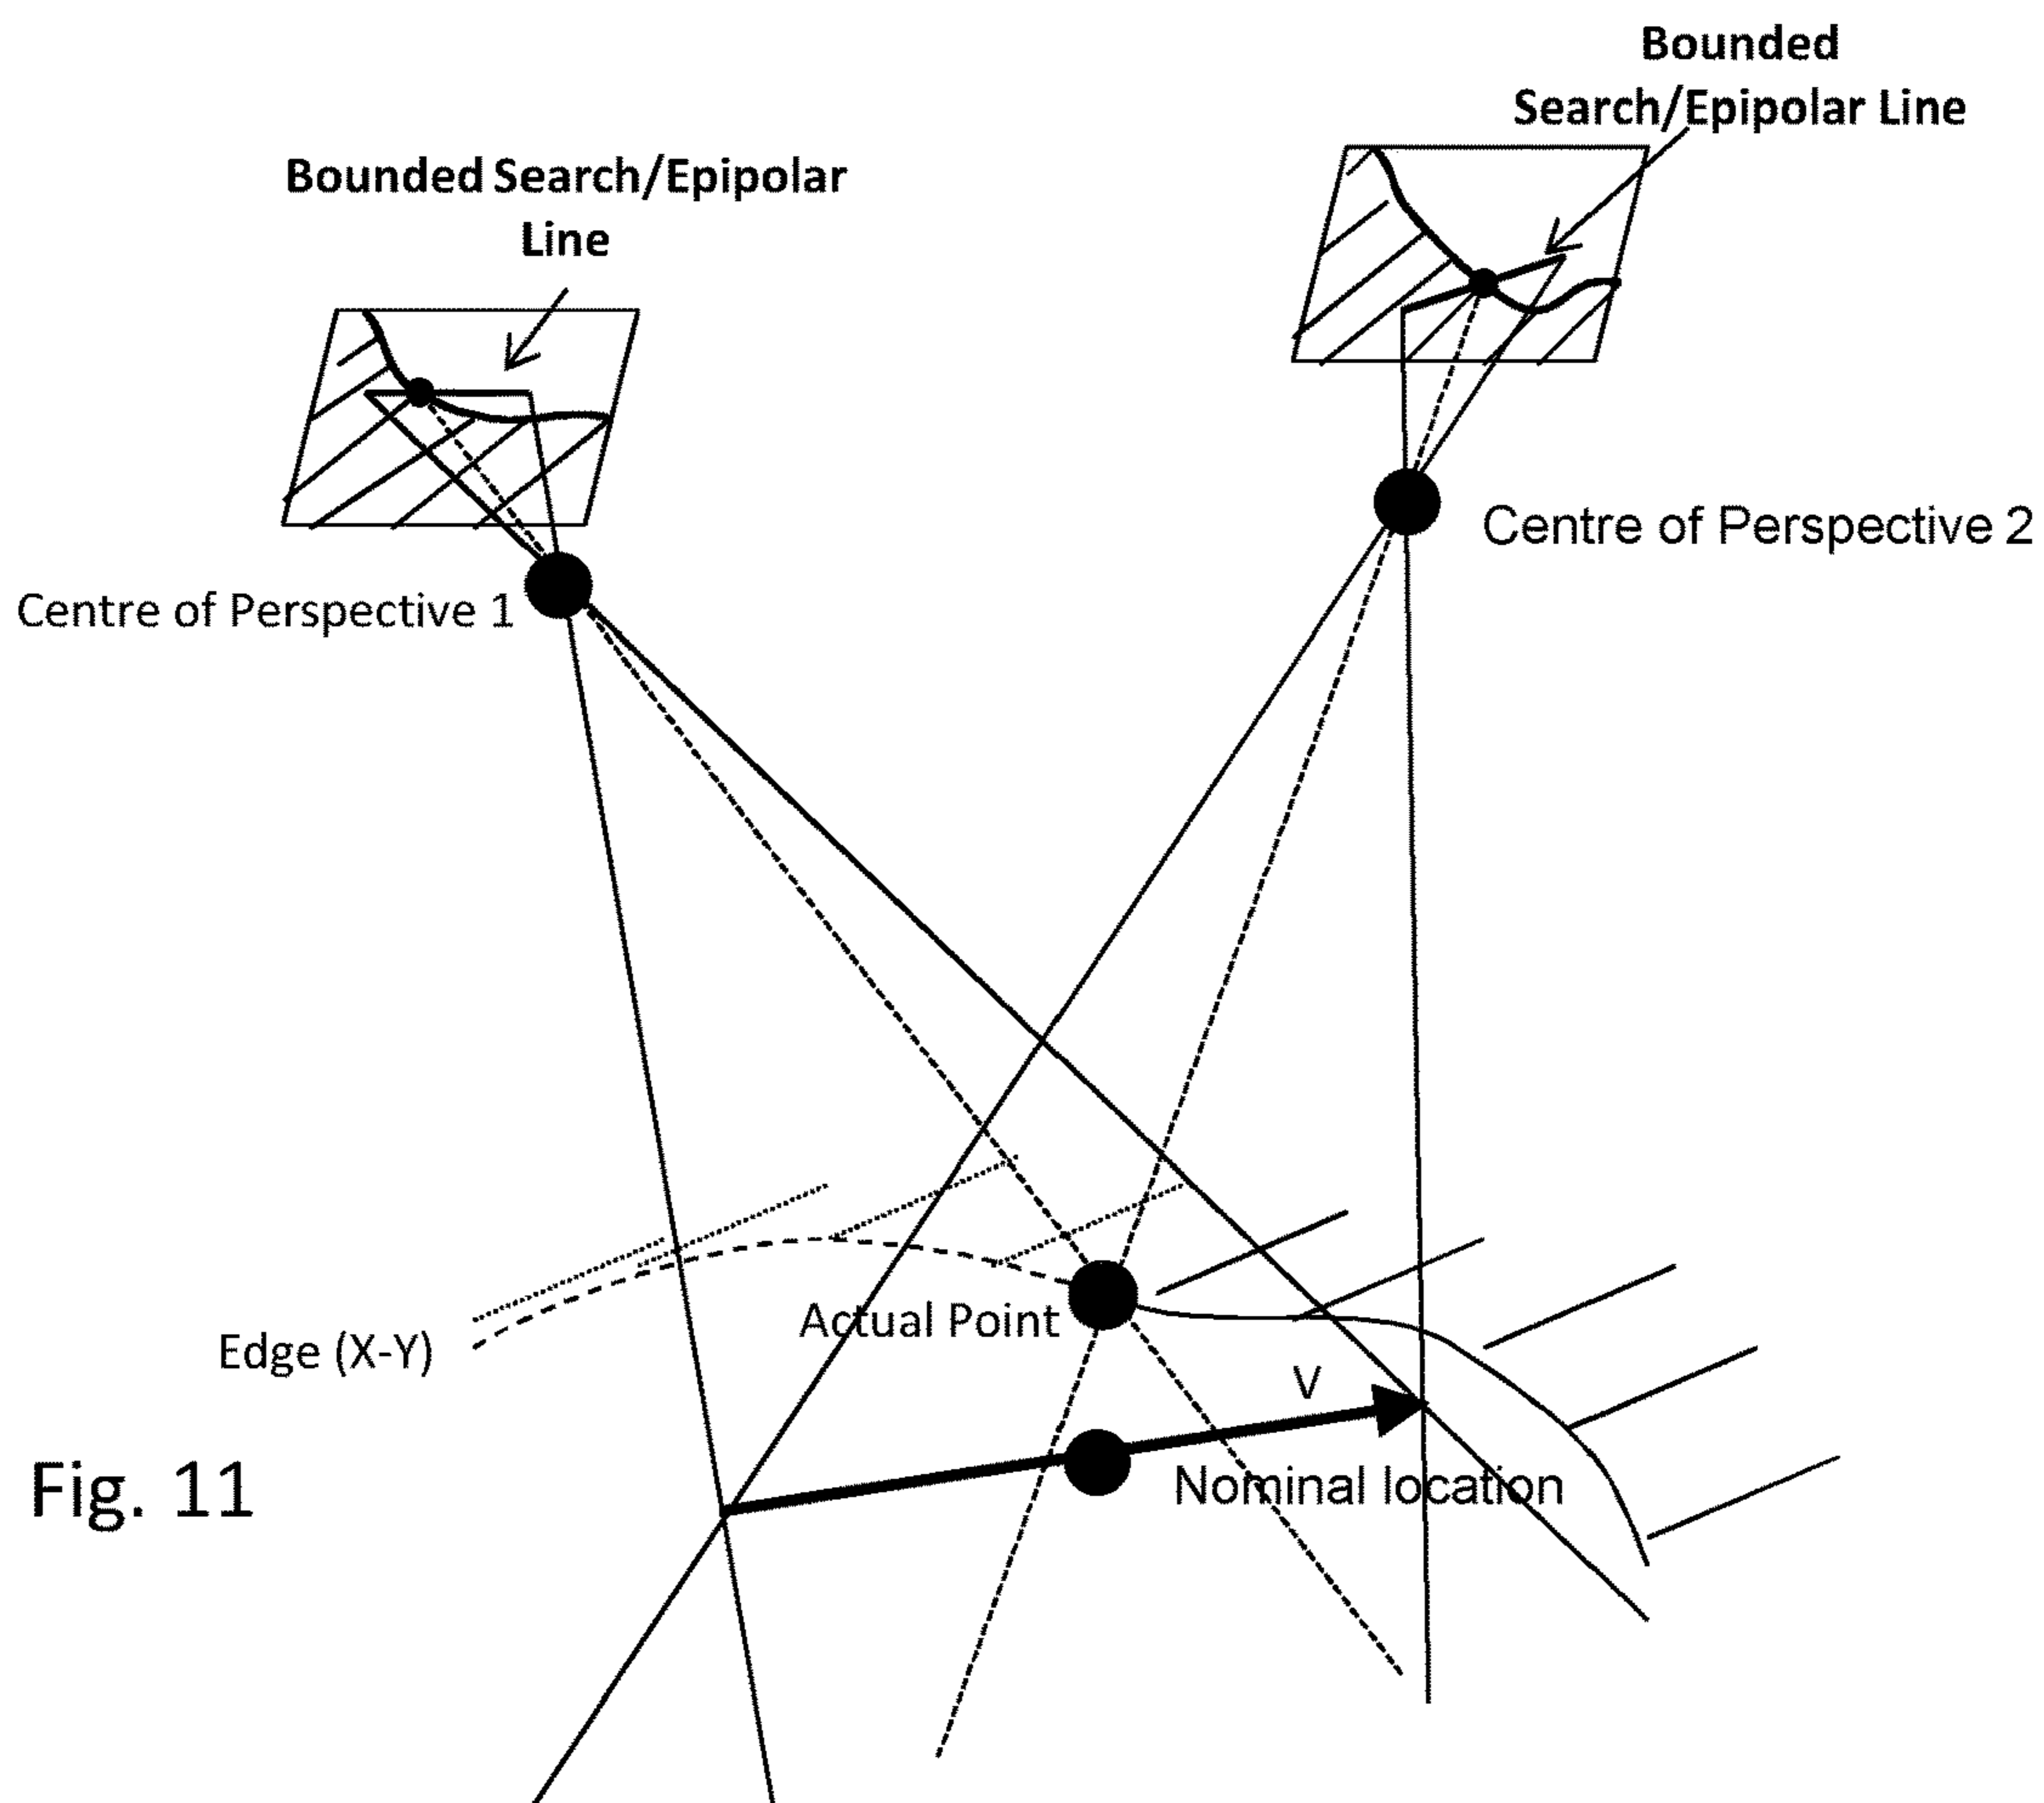 Bounded
Search/Epipolar Line
Bounded Search/Epipolar
Line
Centre of Perspective 2
Centre of Perspective 1
Actual Point
Edge (X-Y)
V
Nominal location
Fig. 11